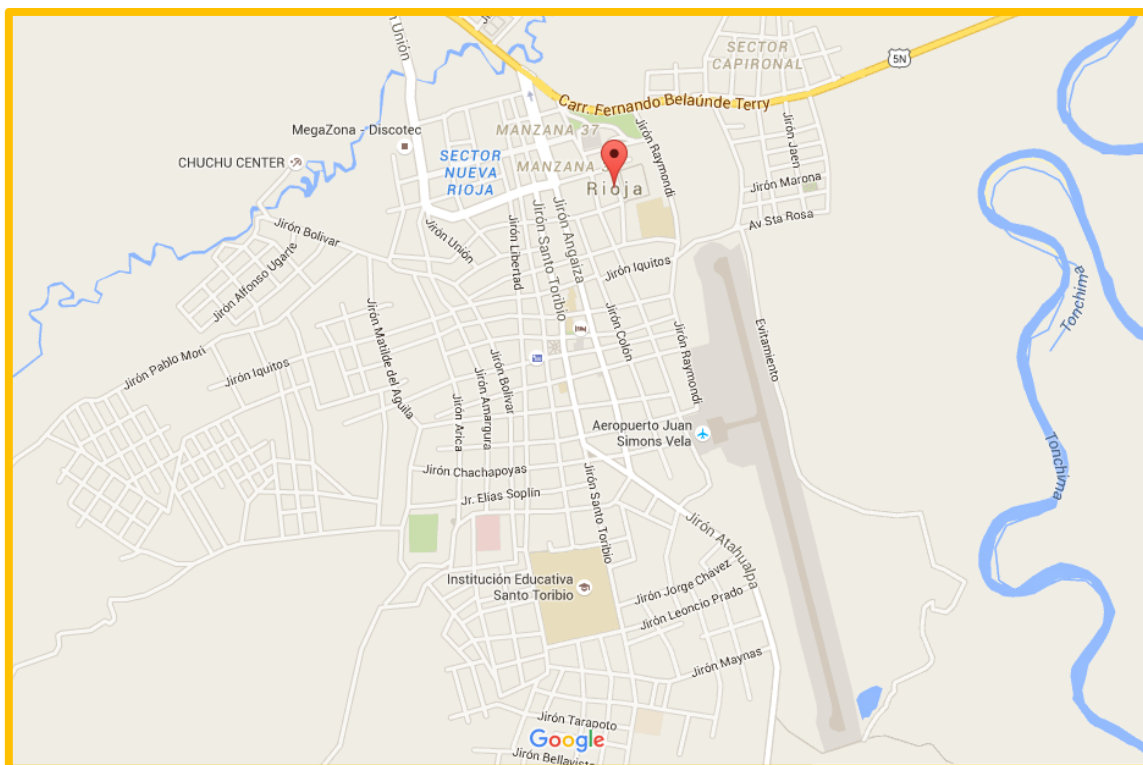 SECTOR
CAPIRONAL
5N
Unión
Carr. Fernando Belaúnde Terry
MegaZona - Discotec
MANZANA 37
Jirón Raymondi
Jirón Jaen
CHUCHU CENTER
SECTOR
NUEVA
RIOJA
MANZANA
Rioja
Jirón Marona
Av Sta Rosa
Jirón Bolivar
Jirón Unión
Jirón Libertad
Jirón Santo Toribio
Jirón Angaiza
Jirón Iquitos
Jirón Alfonso Ugarte
Tonchima
Evitamiento
Jirón Matilde del Aguila
Jirón Colón
Jirón Raymondi
Jirón Pablo Mori
Jirón Iquitos
Jirón Bolivar
Jirón Amargura
Jirón Arica
Aeropuerto Juan
Simons Vela
Tonchima
Jirón Chachapoyas
Jr. Elías Soplín
Jirón Santo Toribio
Jirón Atahualpa
Institución Educativa
Santo Toribio
Jirón Jorge Chávez
Jirón Leoncio Prado
Jirón Maynas
Jirón Tarapoto
Google
Jirón Bellavista